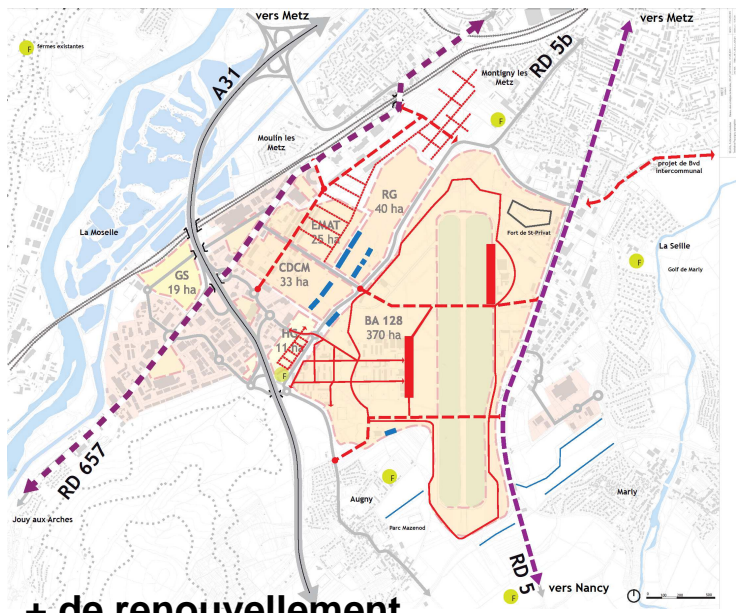 vers Metz
vers Metz
F fermes existantes
A31
RD 5b
Montigny les
Metz
Moulin les
Metz
projet de Bvd
intercommunal
RG
40 ha
EMAT
25 ha
Fort de St-Privat
La Moselle
La Seille
CDCM
33 ha
GS
19 ha
Golf de Marly
BA 128
370 ha
HC
11 ha
F
F
F
F
F
RD 657
Augny
Marly
Jouy aux Arches
Parc Mazenod
RD 5
vers Nancy
+ de renouvellement